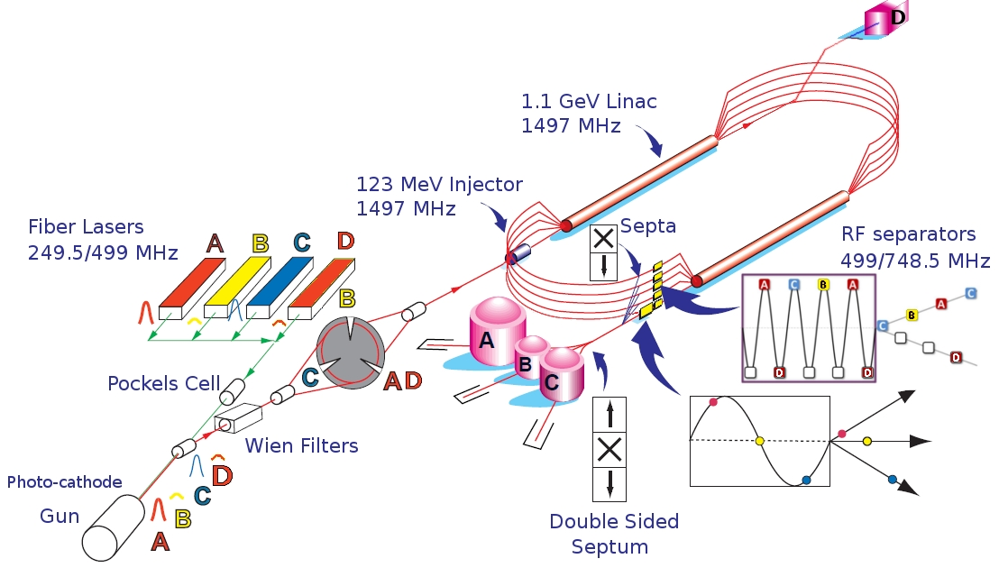 D
1.1 GeV Linac
1497 MHz
123 MeV Injector
1497 MHz
Septa
Fiber Lasers
249.5/499 MHz
A B C D
RF separators
499/748.5 MHz
A C B A
C B A C
D D D
B
A
B
C
C
A D
Pockels Cell
Wien Filters
Photo-cathode
Gun
A B C D
Double Sided
Septum